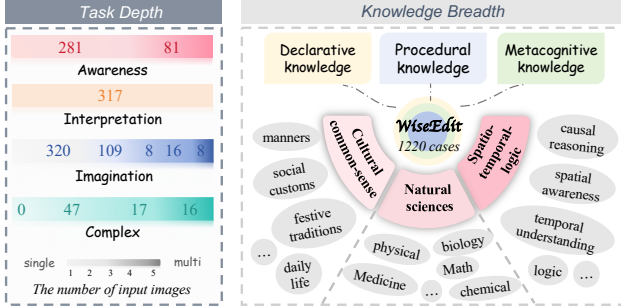 Task Depth
281 81
Awareness
317
Interpretation
320 109 8 16 8
Imagination
0 47 17 16
Complex
single multi
1 2 3 4 5
The number of input images
Knowledge Breadth
Declarative knowledge
Procedural knowledge
Metacognitive knowledge
WiseEdit
1220 cases
Cultural common-sense
Natural sciences
Spatio-temporal-logic
manners
social customs
festive traditions
...
daily life
physical
biology
Medicine
Math
...
chemical
causal reasoning
spatial awareness
temporal understanding
logic
...